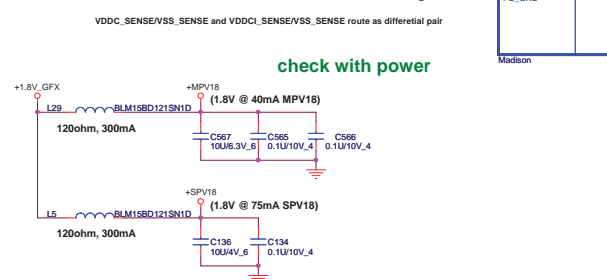 VDDC_SENSE/VSS_SENSE and VDDCI_SENSE/VSS_SENSE route as differetial pair
Madison
check with power
+1.8V_GFX
+MPV18
(1.8V @ 40mA MPV18)
L29
BLM15BD121SN1D
120ohm, 300mA
C567
10U/6.3V_6
C565
0.1U/10V_4
C566
0.1U/10V_4
+SPV18
(1.8V @ 75mA SPV18)
L5
BLM15BD121SN1D
120ohm, 300mA
C136
10U/4V_6
C134
0.1U/10V_4